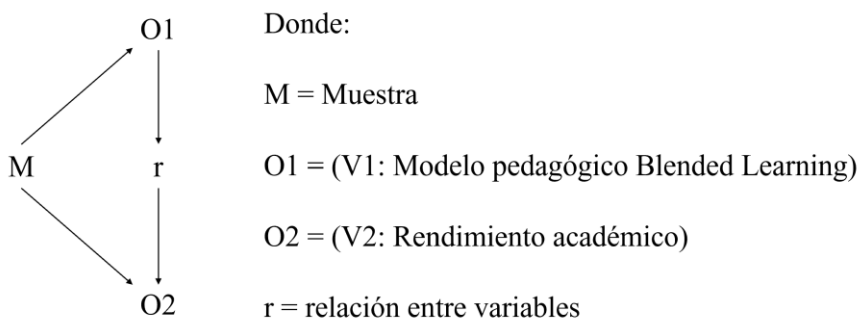 O1
M
r
O2
Donde:
M = Muestra
O1 = (V1: Modelo pedagógico Blended Learning)
O2 = (V2: Rendimiento académico)
r = relación entre variables